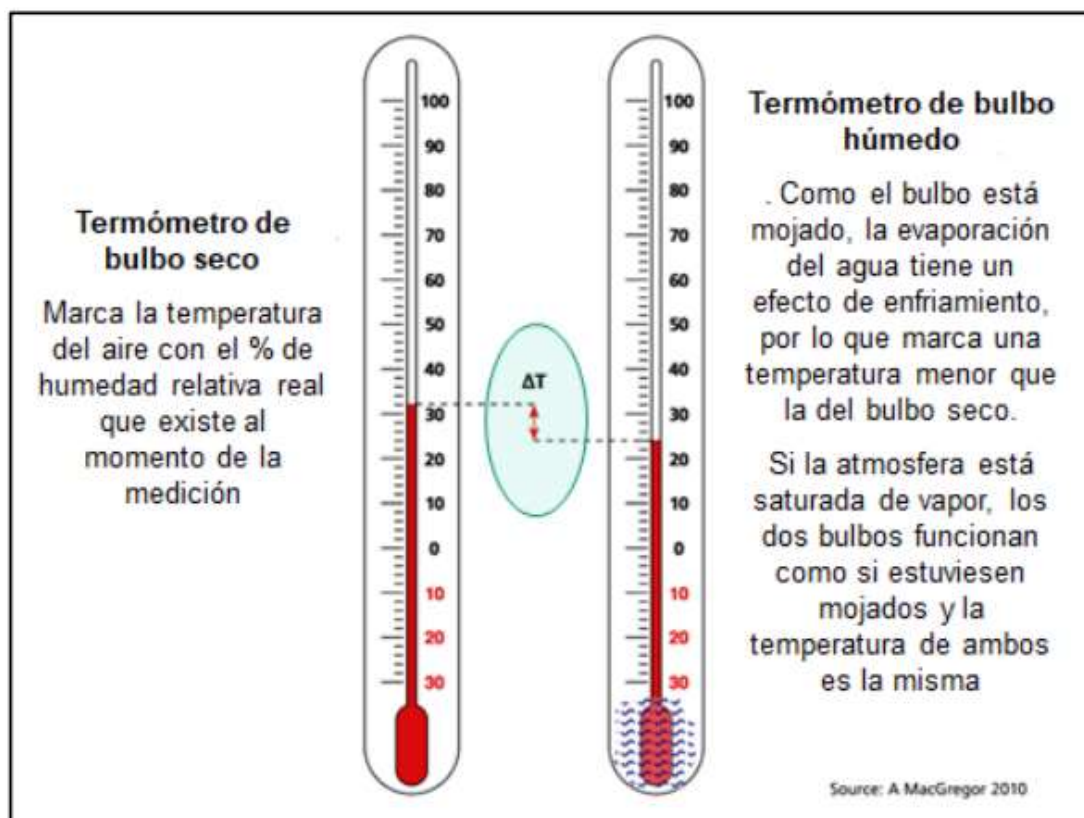 Termómetro de
bulbo seco
Marca la temperatura
del aire con el % de
humedad relativa real
que existe al
momento de la
medición
100
90
80
70
60
50
40
30
20
10
0
10
20
30
ΔT
100
90
80
70
60
50
40
30
20
10
0
10
20
30
Termómetro de bulbo
húmedo
. Como el bulbo está
mojado, la evaporación
del agua tiene un
efecto de enfriamiento,
por lo que marca una
temperatura menor que
la del bulbo seco.
Si la atmosfera está
saturada de vapor, los
dos bulbos funcionan
como si estuviesen
mojados y la
temperatura de ambos
es la misma
Source: A MacGregor 2010